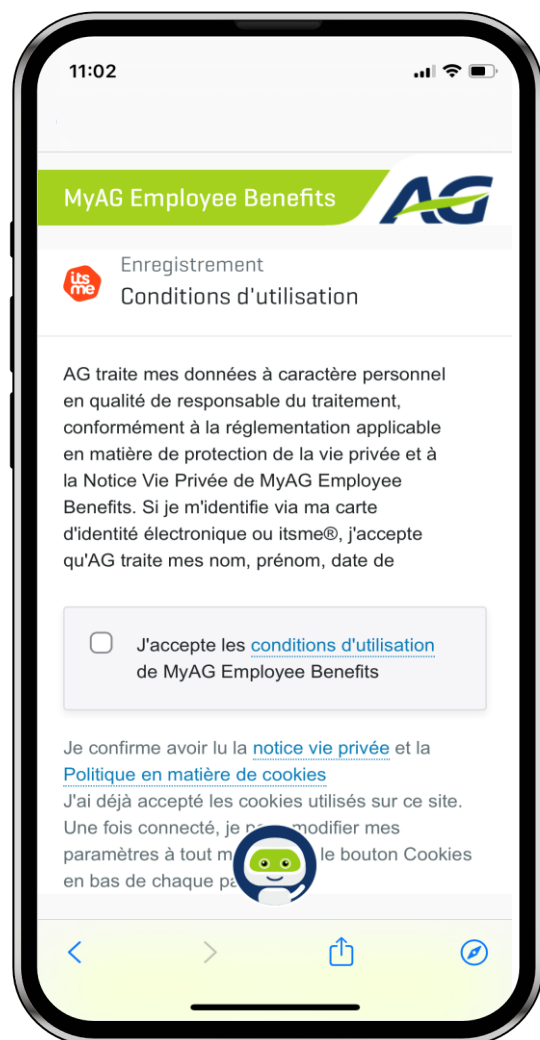 11:02
MyAG Employee Benefits
AG
its
me
Enregistrement
Conditions d'utilisation
AG traite mes données à caractère personnel
en qualité de responsable du traitement,
conformément à la réglementation applicable
en matière de protection de la vie privée et à
la Notice Vie Privée de MyAG Employee
Benefits. Si je m'identifie via ma carte
d'identité électronique ou itsme®, j'accepte
qu'AG traite mes nom, prénom, date de
J'accepte les conditions d'utilisation
de MyAG Employee Benefits
Je confirme avoir lu la notice vie privée et la
Politique en matière de cookies
J'ai déjà accepté les cookies utilisés sur ce site.
Une fois connecté, je modifier mes
paramètres à tout le bouton Cookies
en bas de chaque